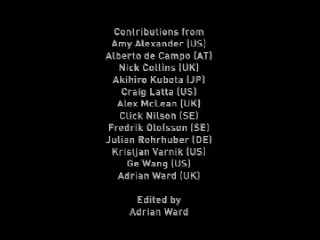 Contributions from
Amy Alexander (US)
Alberto de Campo (AT)
Nick Collins (UK)
Akihiro Kubota (JP)
Craig Latta (US)
Alex McLean (UK)
Click Nilson (SE)
Fredrik Olofsson (SE)
Julian Rohrhuber (DE)
Kristjan Varnik (US)
Ge Wang (US)
Adrian Ward (UK)
Edited by
Adrian Ward